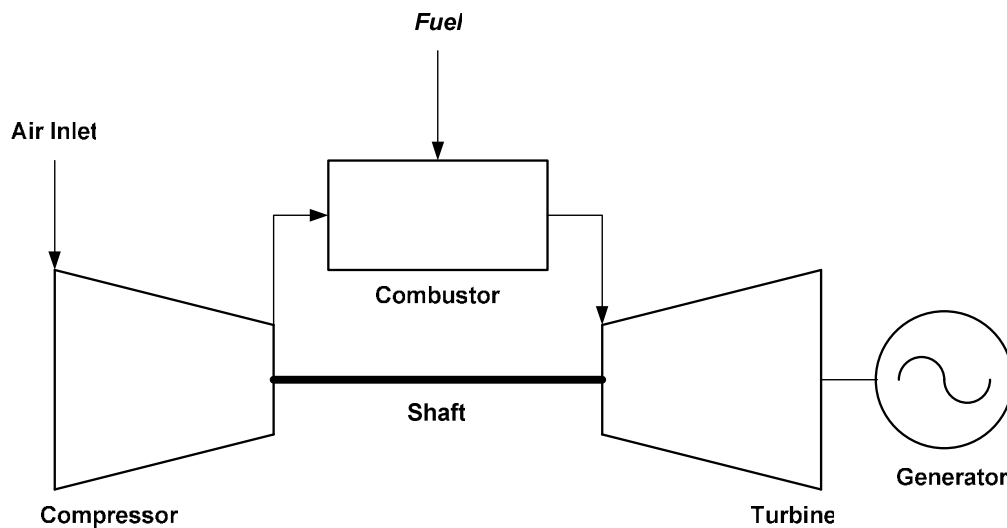 Fuel
Air Inlet
Combustor
Shaft
Generator
Compressor
Turbine